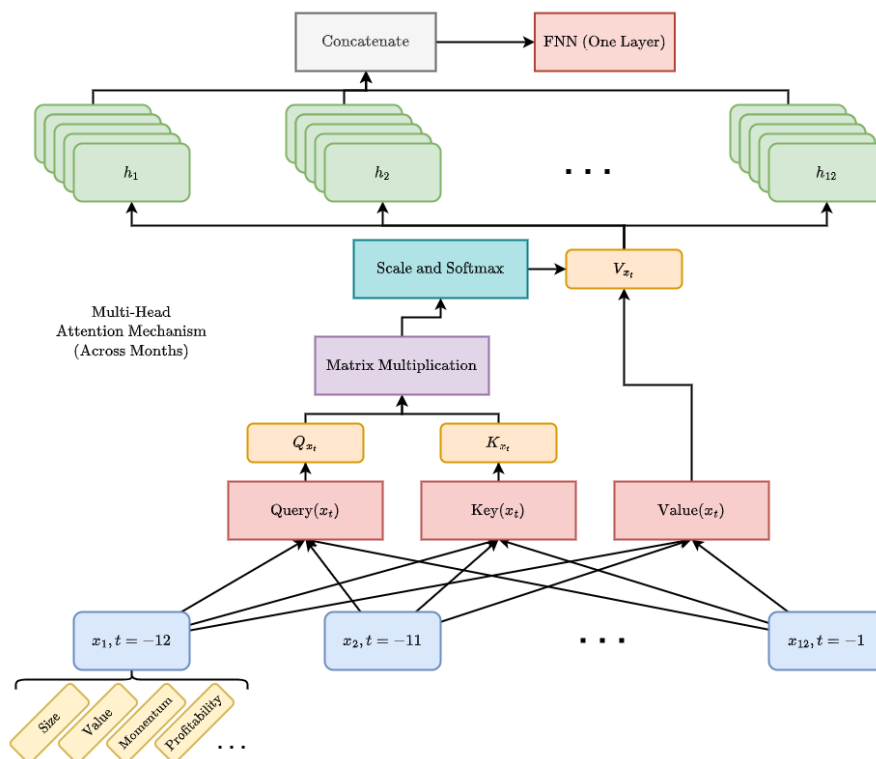 Concatenate
FNN (One Layer)
h₁
h₂
. . .
h₁₂
Scale and Softmax
Vₓₜ
Multi-Head
Attention Mechanism
(Across Months)
Matrix Multiplication
Qₓₜ
Kₓₜ
Query(xₜ)
Key(xₜ)
Value(xₜ)
x₁, t = −12
x₂, t = −11
. . .
x₁₂, t = −1
Size
Value
Momentum
Profitability
. . .